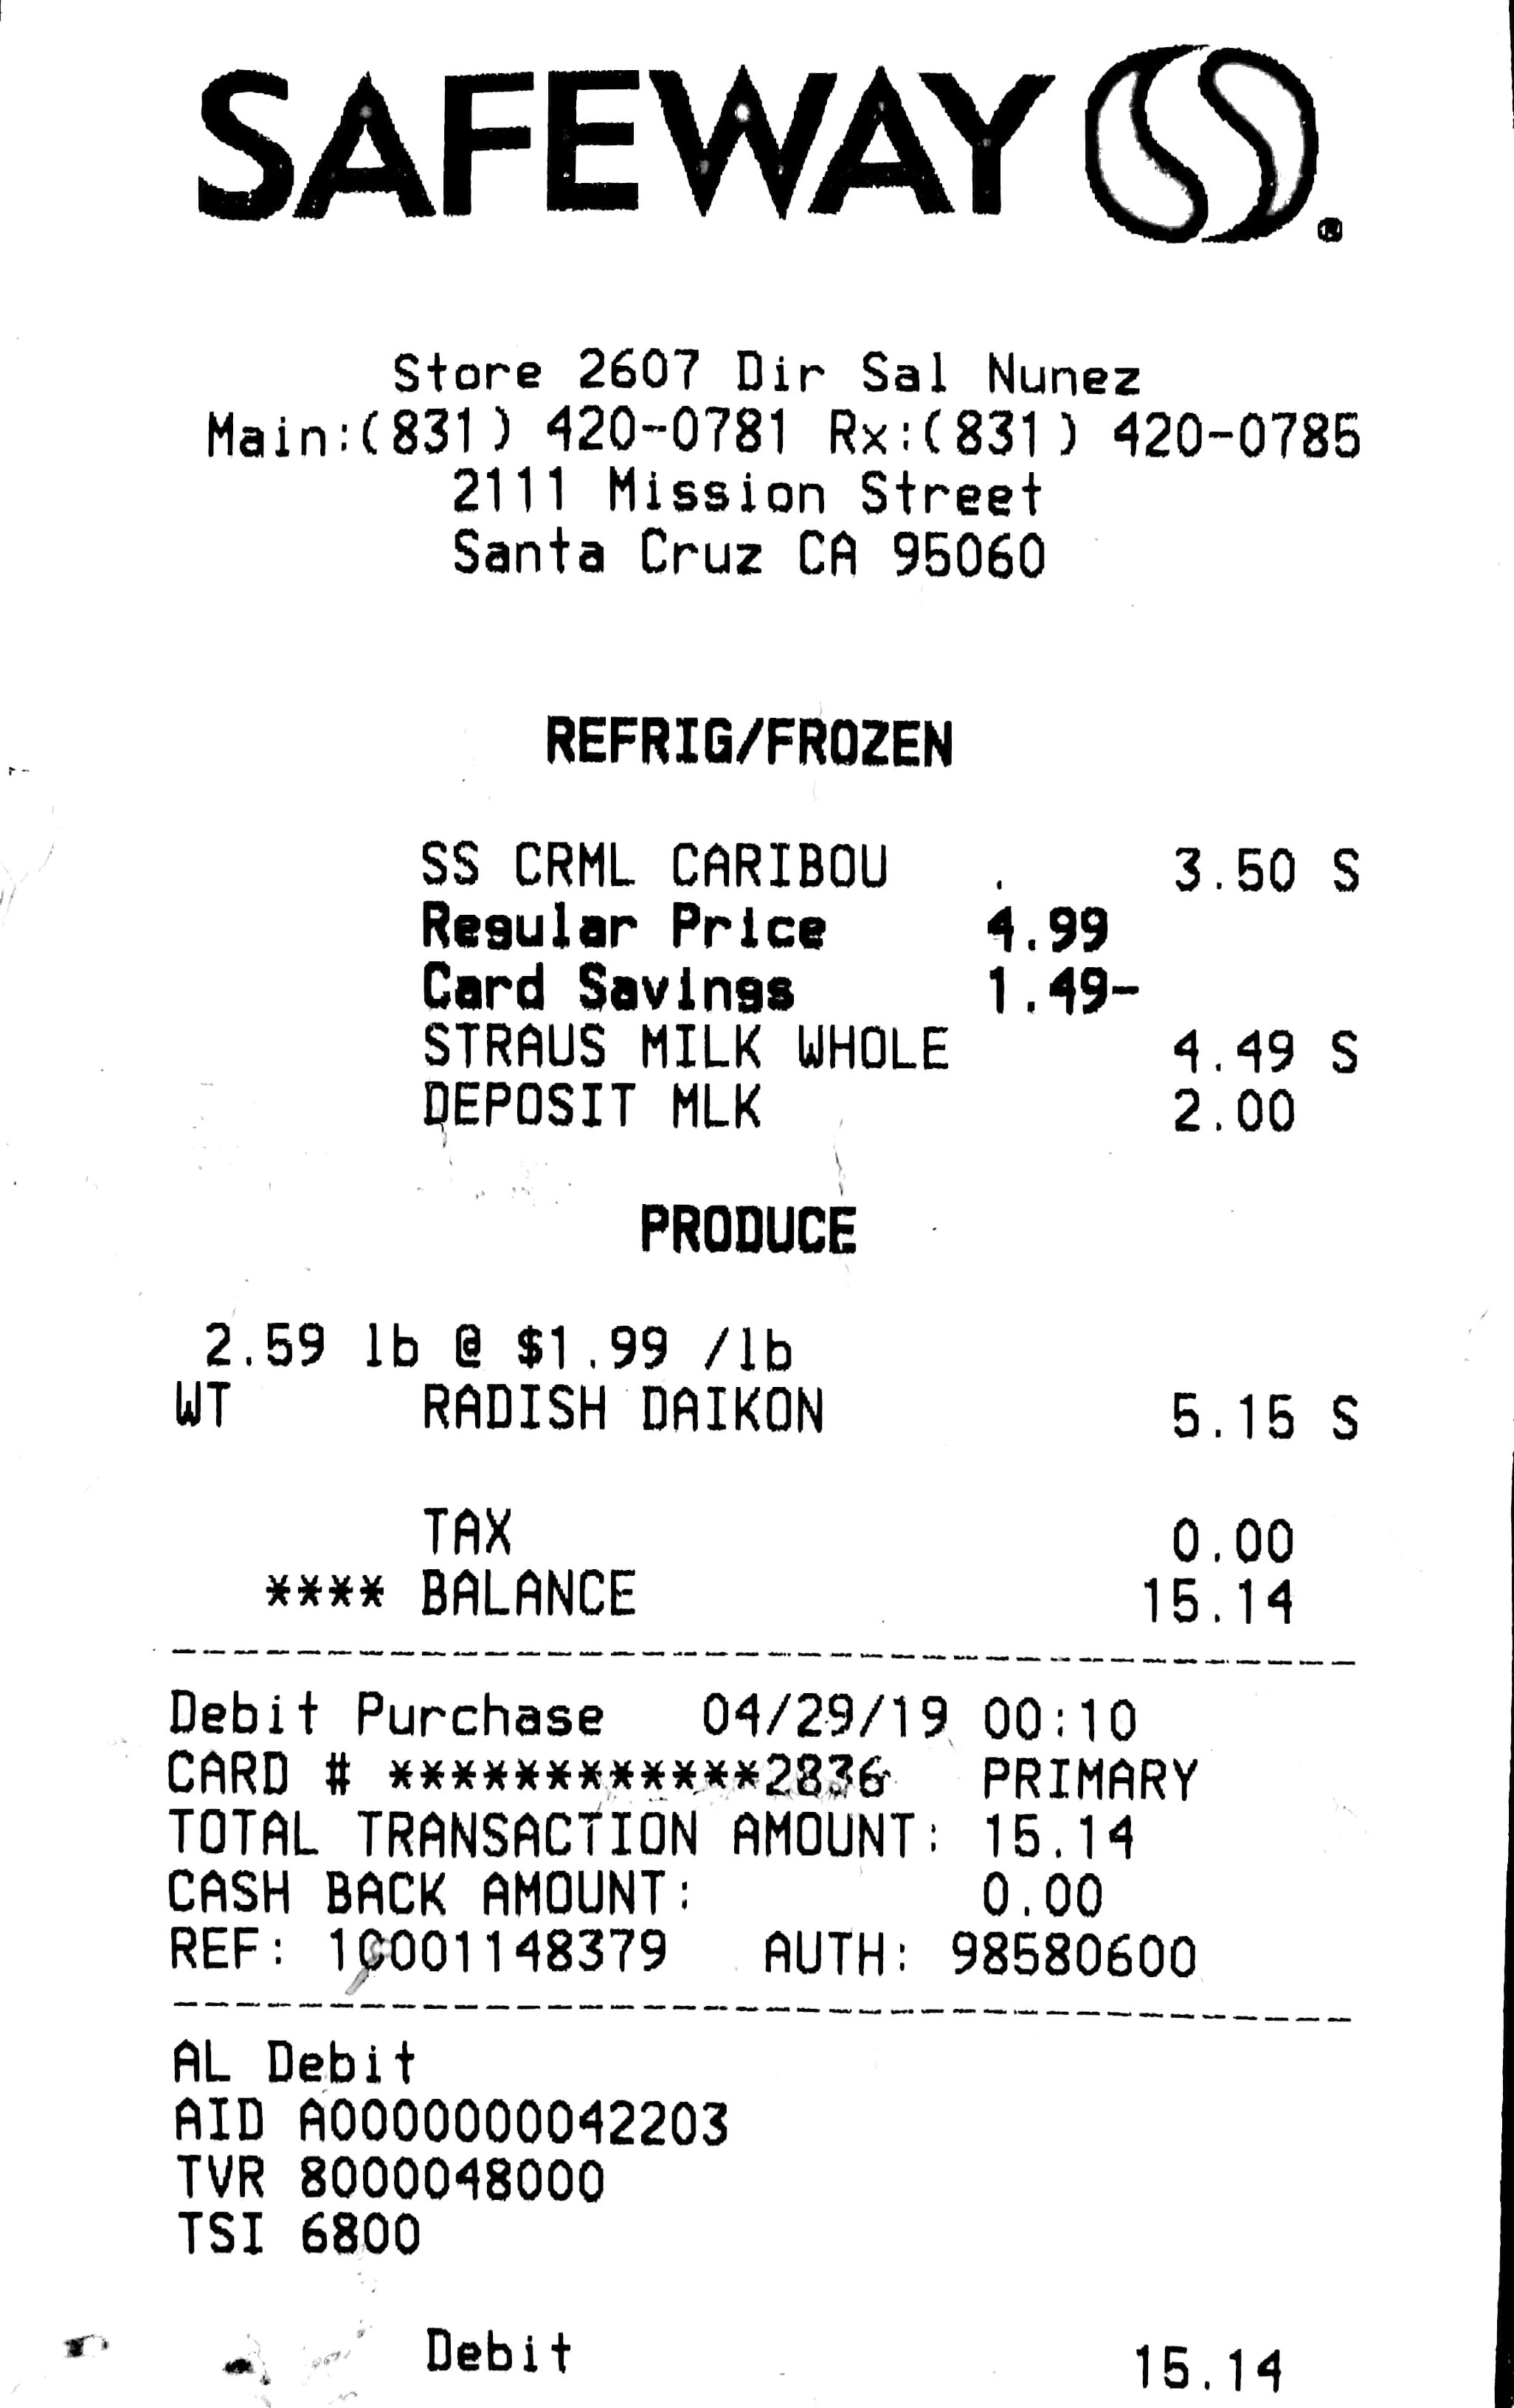 SAFEWAY
Store 2607 Dir Sal Nunez
Main:(831) 420-0781 Rx:(831) 420-0785
2111 Mission Street
Santa Cruz CA 95060
REFRIG/FROZEN
SS CRML CARIBOU 3.50 S
Regular Price 4.99
Card Savings 1.49-
STRAUS MILK WHOLE 4.49 S
DEPOSIT MLK 2.00
PRODUCE
2.59 lb @ $1.99 /lb
WT RADISH DAIKON 5.15 S
TAX 0.00
**** BALANCE 15.14
Debit Purchase 04/29/19 00:10
CARD # ************2836 PRIMARY
TOTAL TRANSACTION AMOUNT: 15.14
CASH BACK AMOUNT: 0.00
REF: 10001148379 AUTH: 98580600
AL Debit
AID A0000000042203
TVR 8000048000
TSI 6800
Debit 15.14